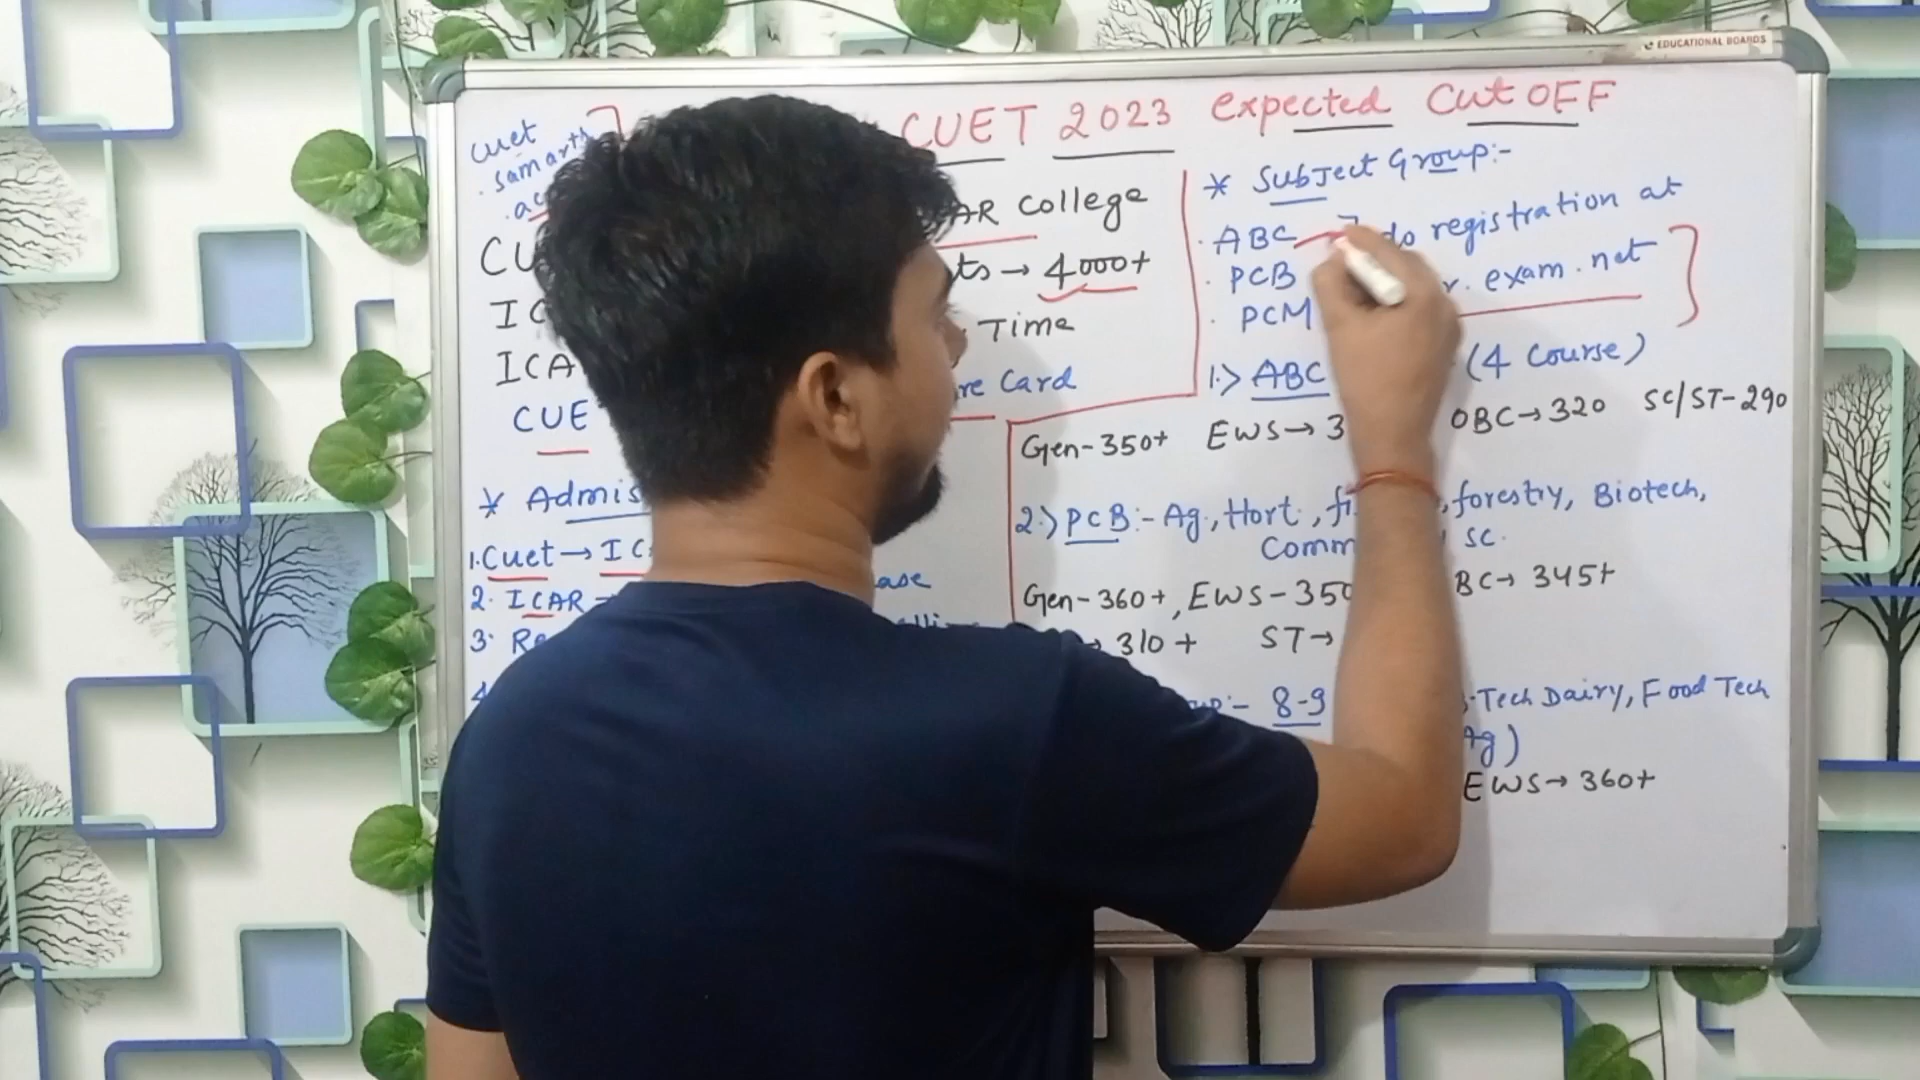 EDUCATIONAL BOARDS
CUET 2023 expected Cut OFF
cuet
. samarth
CU
College
IC
ts → 4000+
ICA
Time
CUE
re Card
* Admis
1. Cuet → IC
2. ICAR →
ase
3. Re
4
* Subject Group:-
. ABC do registration at
. PCB r. exam. net
. PCM
1.> ABC (4 Course)
Gen-350+ EWS → 3 OBC → 320 SC/ST-290
2.> PCB:- Ag., Hort., fi , forestry, Biotech,
Comm sc.
Gen-360+, EWS-350 BC → 345+
310+ ST →
8-9 Tech Dairy, Food Tech
Ag)
EWS → 360+